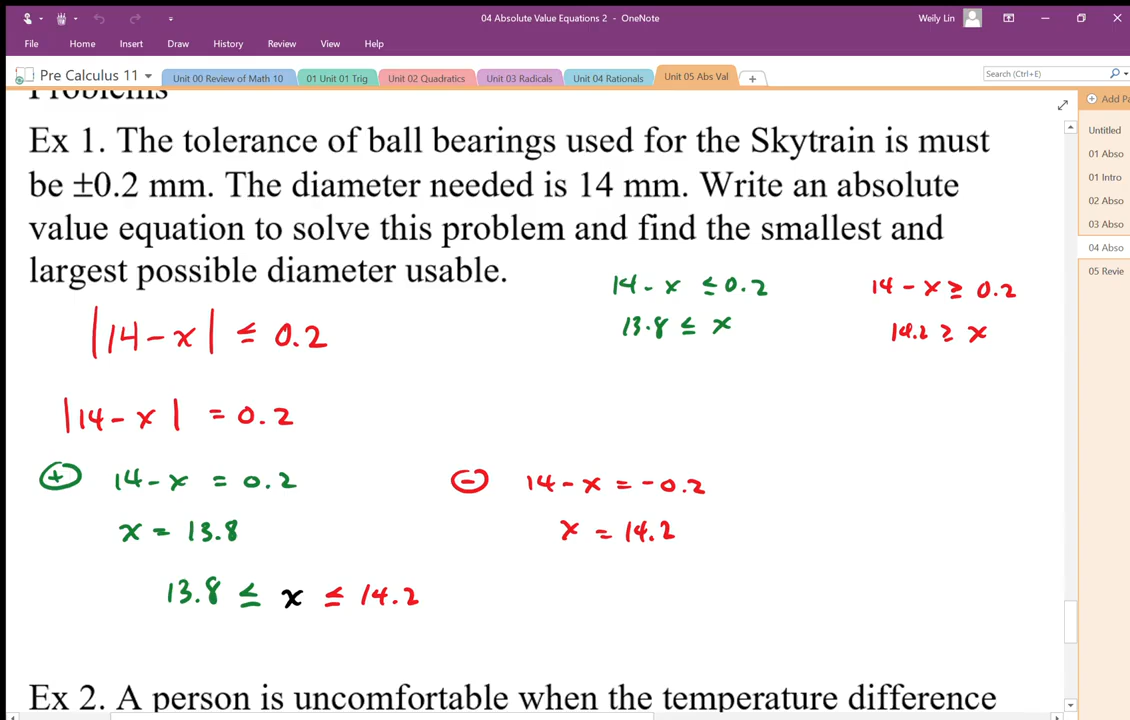 04 Absolute Value Equations 2 - OneNote
Weily Lin
File Home Insert Draw History Review View Help
Pre Calculus 11
Unit 00 Review of Math 10
01 Unit 01 Trig
Unit 02 Quadratics
Unit 03 Radicals
Unit 04 Rationals
Unit 05 Abs Val
Search (Ctrl+E)
Problems
Ex 1. The tolerance of ball bearings used for the Skytrain is must
be ±0.2 mm. The diameter needed is 14 mm. Write an absolute
value equation to solve this problem and find the smallest and
largest possible diameter usable.
14 - x ≤ 0.2
13.8 ≤ x
14 - x ≥ 0.2
14.2 ≥ x
|14 - x| ≤ 0.2
|14 - x| = 0.2
+ 14 - x = 0.2
x = 13.8
- 14 - x = -0.2
x = 14.2
13.8 ≤ x ≤ 14.2
Ex 2. A person is uncomfortable when the temperature difference
Add Pa
Untitled
01 Abso
01 Intro
02 Abso
03 Abso
04 Abso
05 Revie